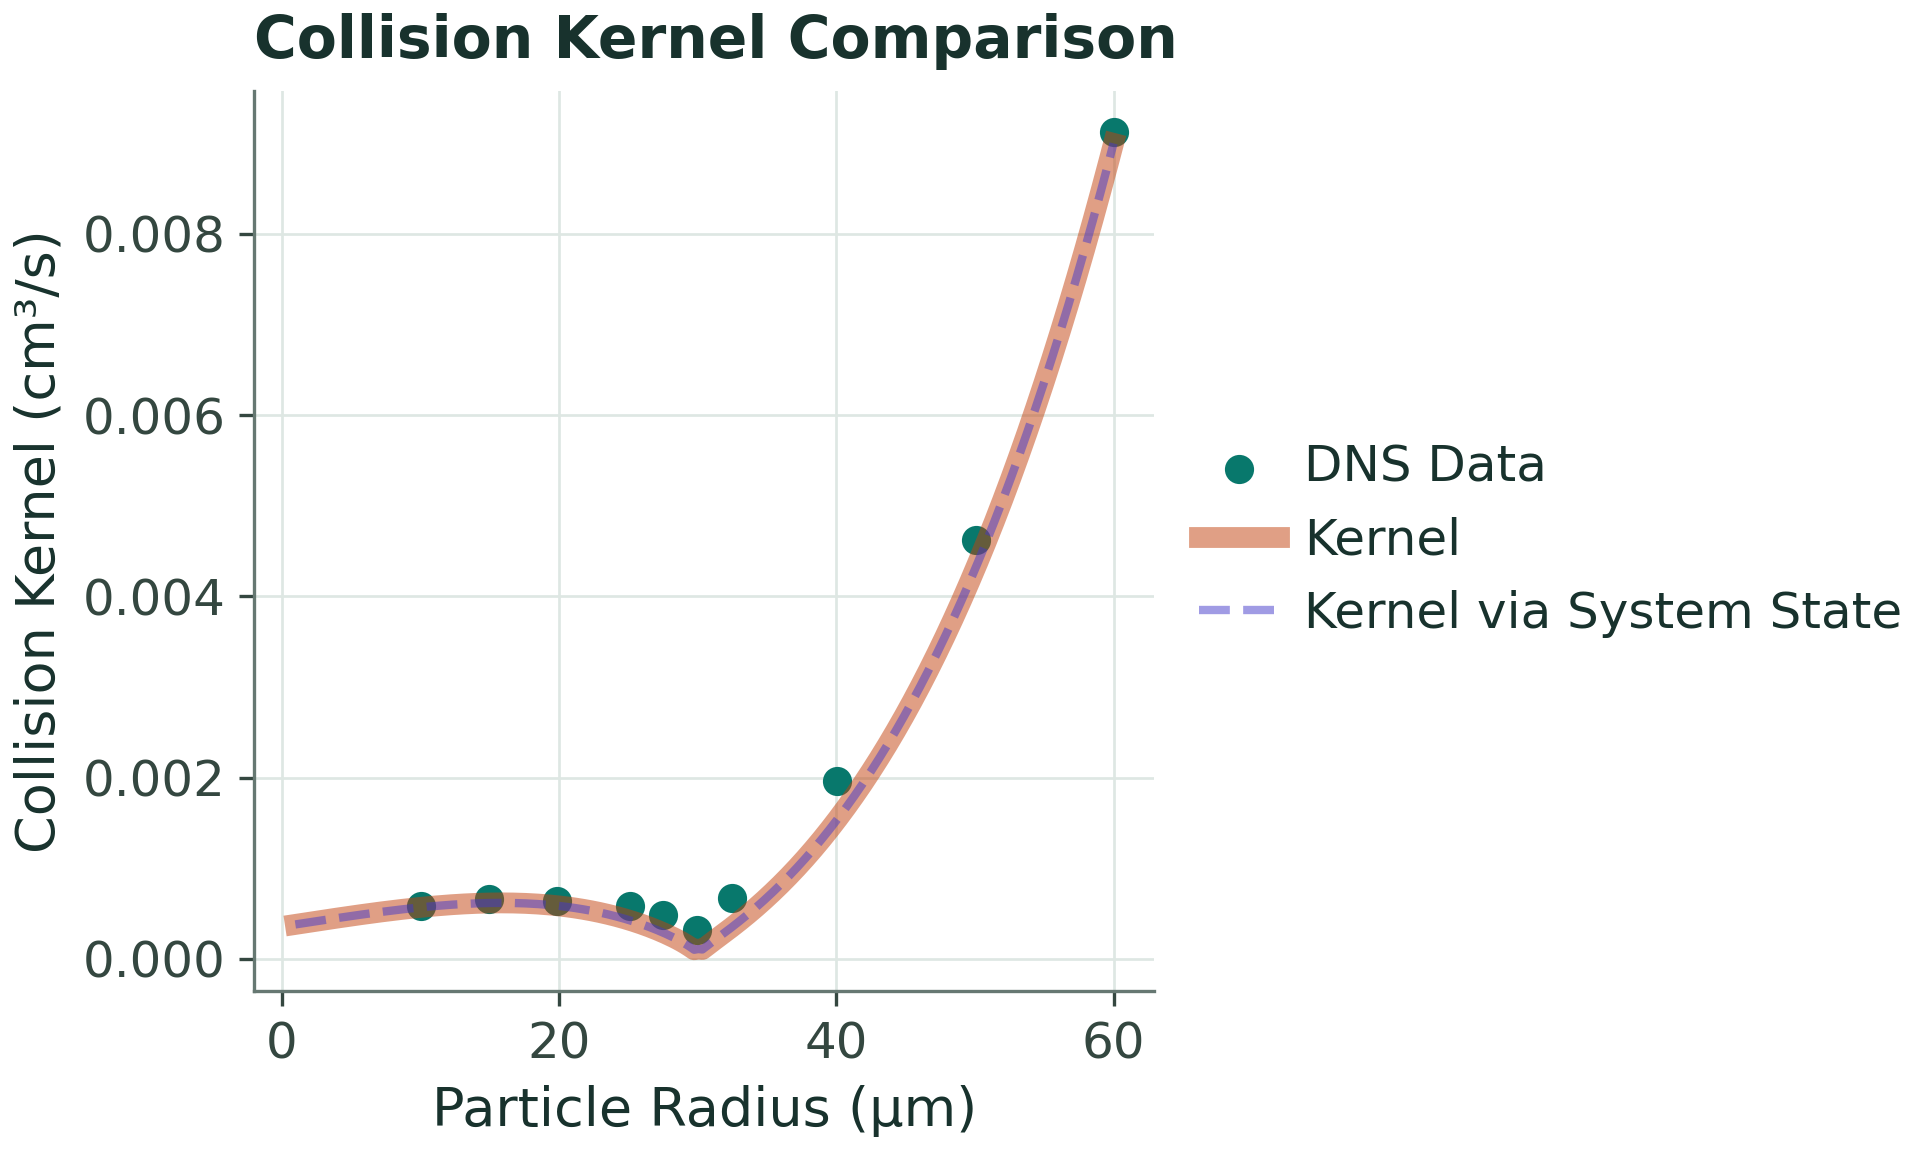 Collision Kernel Comparison
Collision Kernel (cm³/s)
0.008
0.006
0.004
0.002
0.000
0
20
40
60
Particle Radius (µm)
DNS Data
Kernel
Kernel via System State